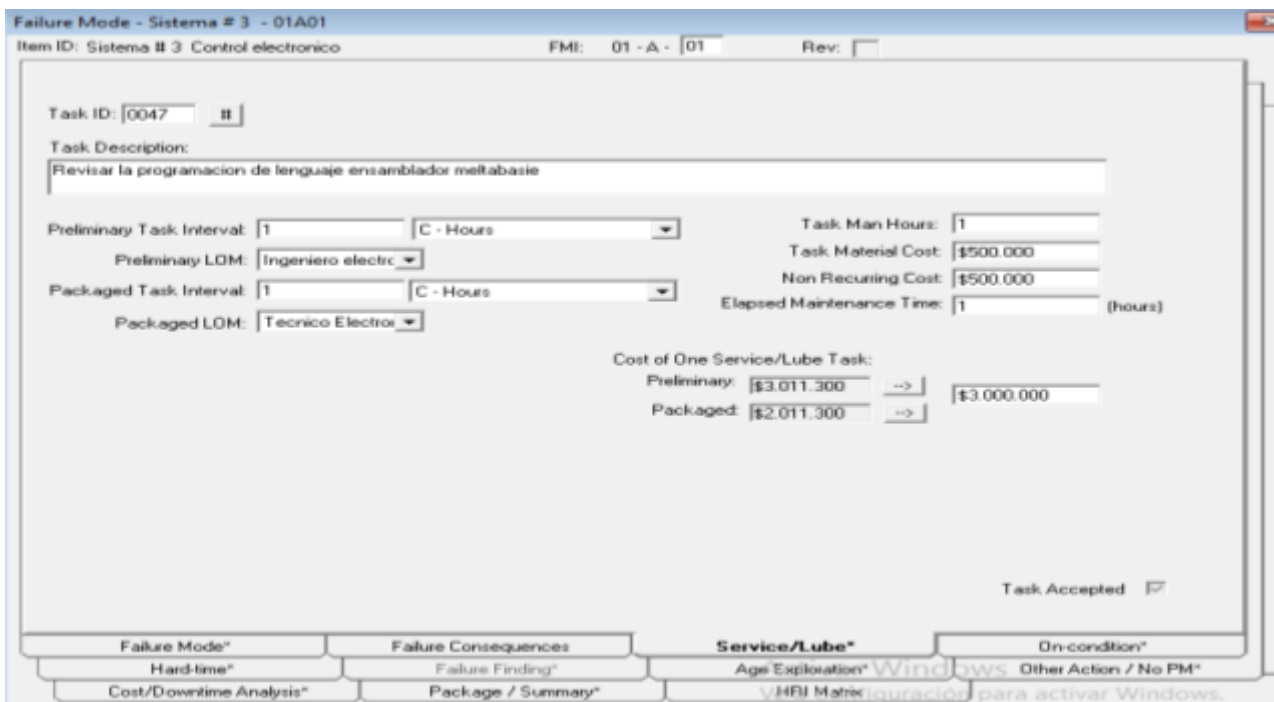 Failure Mode - Sistema # 3 - 01A01
Item ID: Sistema # 3 Control electronico FMI: 01 - A - 01 Rev:
Task ID: 0047 #
Task Description:
Revisar la programacion de lenguaje ensamblador meltabasie
Preliminary Task Interval: 1 C - Hours Task Man Hours: 1
Preliminary LOM: Ingeniero electrc Task Material Cost: $500.000
Packaged Task Interval: 1 C - Hours Non Recurring Cost: $500.000
Packaged LOM: Tecnico Electror Elapsed Maintenance Time: 1 (hours)
Cost of One Service/Lube Task:
Preliminary: $3.011.300 --> $3.000.000
Packaged: $2.011.300 -->
Task Accepted
Failure Mode* Failure Consequences Service/Lube* On-condition*
Hard-time* Failure Finding* Age Exploration* Windows Other Action / No PM*
Cost/Downtime Analysis* Package / Summary* HRI Matrix para activar Windows.